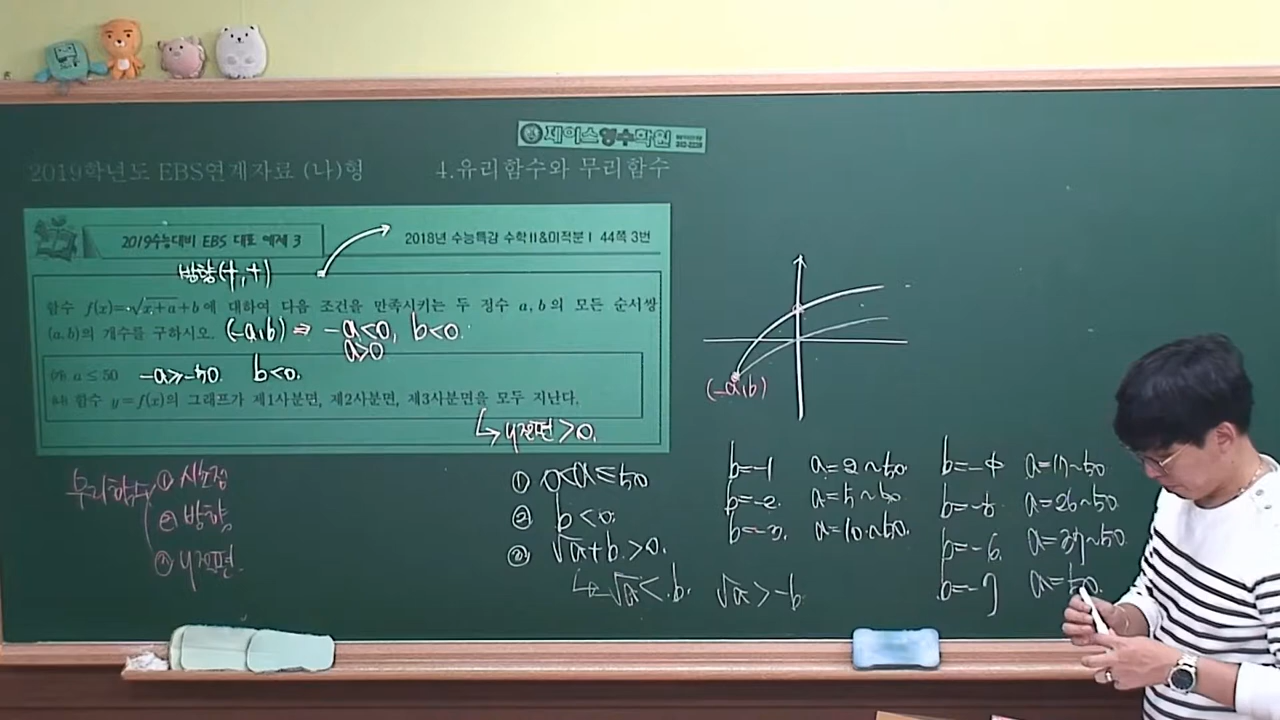 제이스영수학원
2019학년도 EBS연계자료 (나)형
4.유리함수와 무리함수
2019수능대비 EBS 대표 예제 3
2018년 수능특강 수학II&미적분I 44쪽 3번
방향(+,+)
함수 f(x)=√x+a+b에 대하여 다음 조건을 만족시키는 두 정수 a, b의 모든 순서쌍
(a, b)의 개수를 구하시오. (-a,b) ⇒ -a<0, b<0.
a>0
(가) a ≤ 50 -a≥-50. b<0.
(나) 함수 y=f(x)의 그래프가 제1사분면, 제2사분면, 제3사분면을 모두 지난다.
↳ y절편>0.
(-a,b)
무리함수
① 시작점
② 방향
③ y절편.
① 0<a≤50
② b<0.
③ √a+b>0.
↳ -√a<b. √a>-b
b=-1 a=2~50.
b=-2. a=5~50
b=-3. a=10~50.
b=-4 a=17~50
b=-5. a=26~50.
b=-6. a=37~50.
b=-7 a=50.